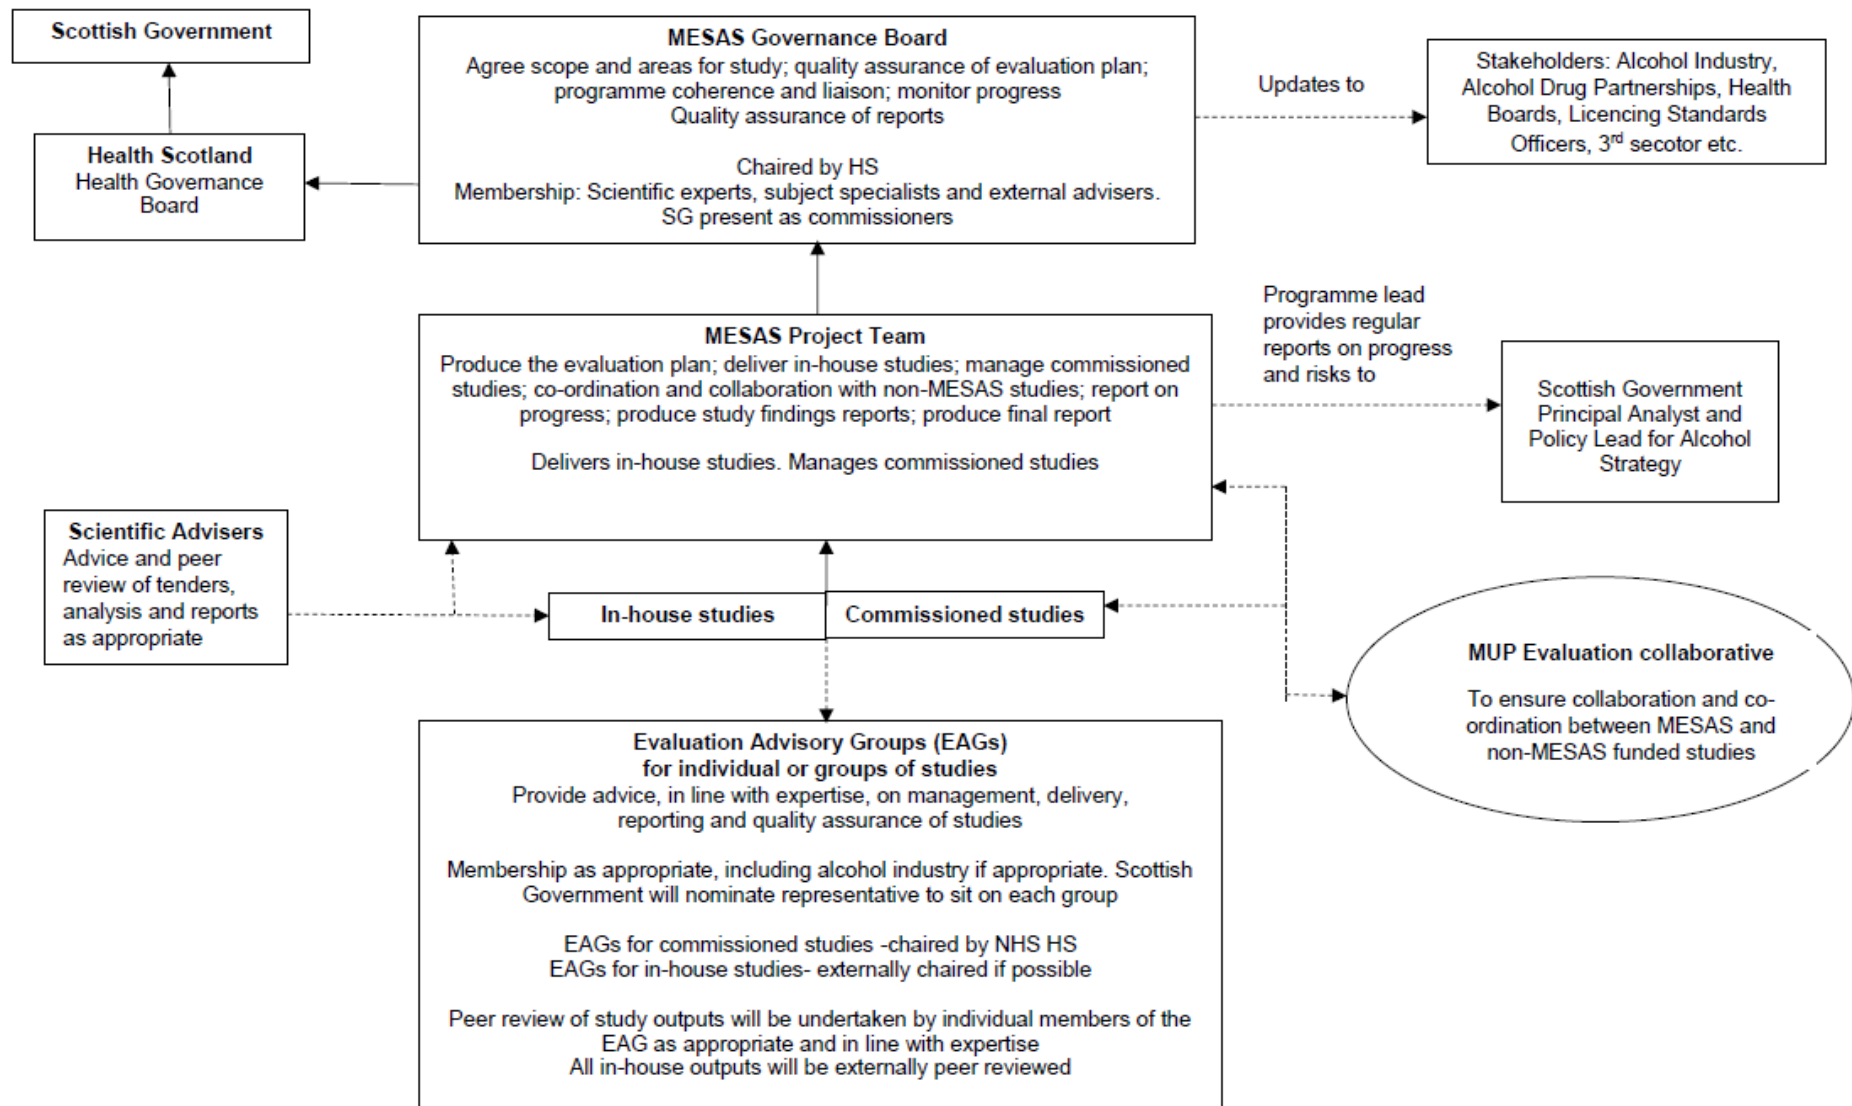 Scottish Government
MESAS Governance Board
Agree scope and areas for study; quality assurance of evaluation plan;
programme coherence and liaison; monitor progress
Quality assurance of reports
Chaired by HS
Membership: Scientific experts, subject specialists and external advisers.
SG present as commissioners
Updates to
Stakeholders: Alcohol Industry,
Alcohol Drug Partnerships, Health
Boards, Licencing Standards
Officers, 3rd secotor etc.
Health Scotland
Health Governance
Board
MESAS Project Team
Produce the evaluation plan; deliver in-house studies; manage commissioned
studies; co-ordination and collaboration with non-MESAS studies; report on
progress; produce study findings reports; produce final report
Delivers in-house studies. Manages commissioned studies
Programme lead
provides regular
reports on progress
and risks to
Scottish Government
Principal Analyst and
Policy Lead for Alcohol
Strategy
Scientific Advisers
Advice and peer
review of tenders,
analysis and reports
as appropriate
In-house studies
Commissioned studies
MUP Evaluation collaborative
To ensure collaboration and co-
ordination between MESAS and
non-MESAS funded studies
Evaluation Advisory Groups (EAGs)
for individual or groups of studies
Provide advice, in line with expertise, on management, delivery,
reporting and quality assurance of studies
Membership as appropriate, including alcohol industry if appropriate. Scottish
Government will nominate representative to sit on each group
EAGs for commissioned studies -chaired by NHS HS
EAGs for in-house studies- externally chaired if possible
Peer review of study outputs will be undertaken by individual members of the
EAG as appropriate and in line with expertise
All in-house outputs will be externally peer reviewed